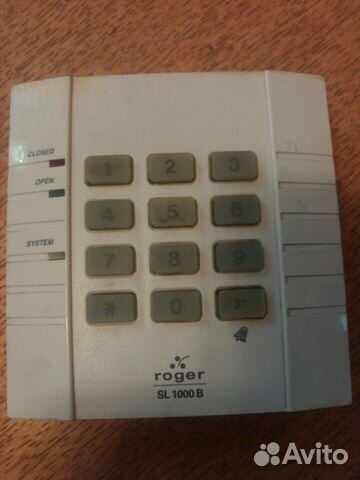 CLOSED
OPEN
SYSTEM
1 2 3
4 5 6
7 8 9
* 0
roger
SL 1000 B
Avito